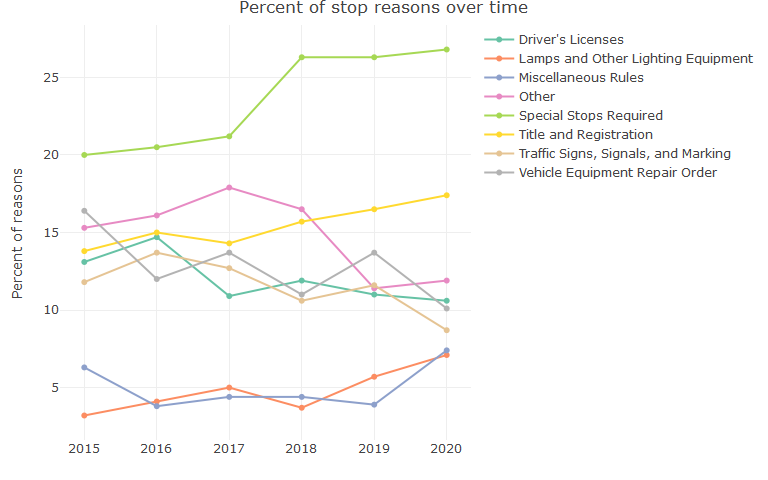 Percent of stop reasons over time
Driver's Licenses
Lamps and Other Lighting Equipment
Miscellaneous Rules
Other
Special Stops Required
Title and Registration
Traffic Signs, Signals, and Marking
Vehicle Equipment Repair Order
Percent of reasons
25
20
15
10
5
2015 2016 2017 2018 2019 2020